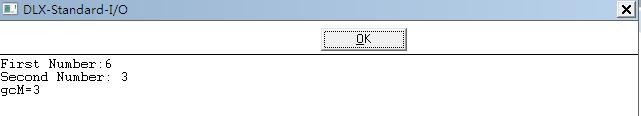 DLX-Standard-I/O
OK
First Number:6
Second Number: 3
gcM=3